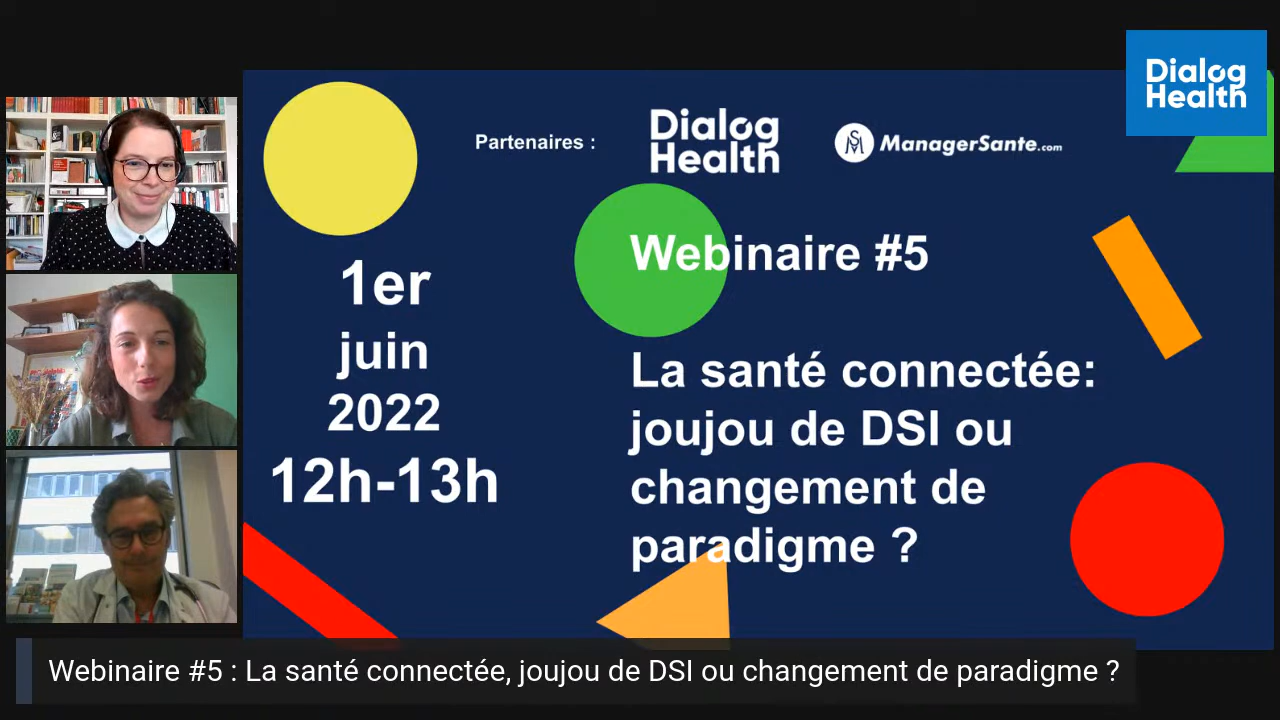 Dialog
Health
Partenaires :
Dialog
Health
ManagerSante.com
1er
juin
2022
12h-13h
Webinaire #5
La santé connectée:
joujou de DSI ou
changement de
paradigme ?
Webinaire #5 : La santé connectée, joujou de DSI ou changement de paradigme ?